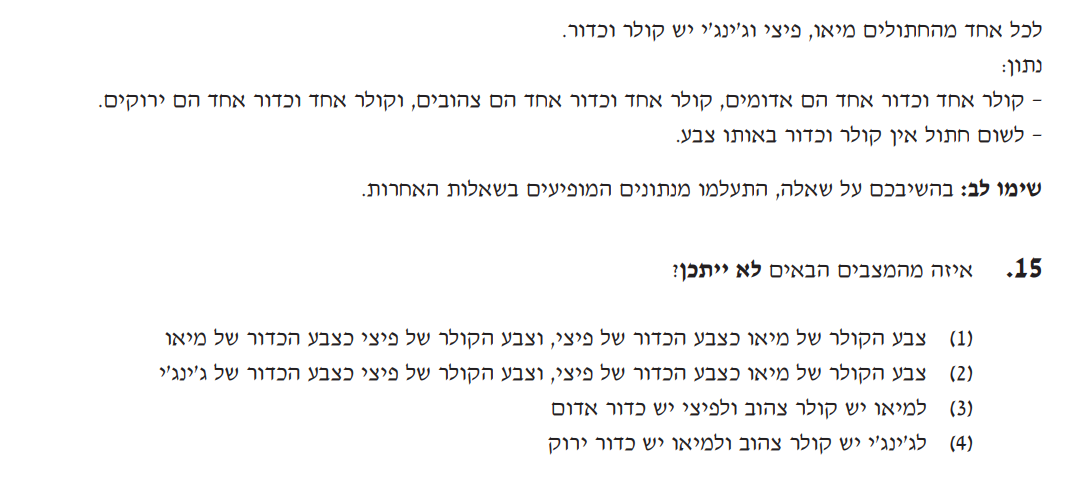 לכל אחד מהחתולים מיאו, פיצי וג'ינג'י יש קולר וכדור.
נתון:
– קולר אחד וכדור אחד הם אדומים, קולר אחד וכדור אחד הם צהובים, וקולר אחד וכדור אחד הם ירוקים.
– לשום חתול אין קולר וכדור באותו צבע.
שימו לב: בהשיבכם על שאלה, התעלמו מנתונים המופיעים בשאלות האחרות.
15. איזה מהמצבים הבאים לא ייתכן?
(1) צבע הקולר של מיאו כצבע הכדור של פיצי, וצבע הקולר של פיצי כצבע הכדור של מיאו
(2) צבע הקולר של מיאו כצבע הכדור של פיצי, וצבע הקולר של פיצי כצבע הכדור של ג'ינג'י
(3) למיאו יש קולר צהוב ולפיצי יש כדור אדום
(4) לג'ינג'י יש קולר צהוב ולמיאו יש כדור ירוק